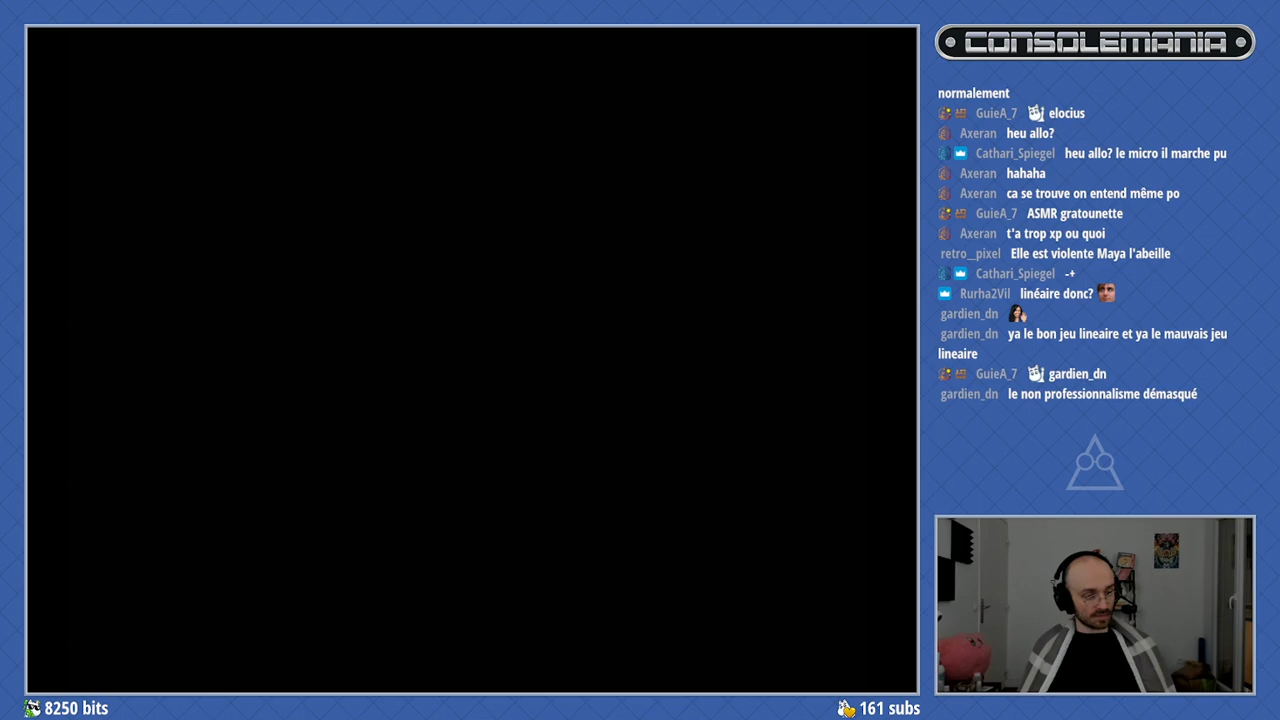 CONSOLEMANIA
normalement
GuieA_7 elocius
Axeran heu allo?
Cathari_Spiegel heu allo? le micro il marche pu
Axeran hahaha
Axeran ca se trouve on entend même po
GuieA_7 ASMR gratounette
Axeran t'a trop xp ou quoi
retro__pixel Elle est violente Maya l'abeille
Cathari_Spiegel -+
Rurha2Vil linéaire donc?
gardien_dn
gardien_dn ya le bon jeu lineaire et ya le mauvais jeu
lineaire
GuieA_7 gardien_dn
gardien_dn le non professionnalisme démasqué
8250 bits
161 subs